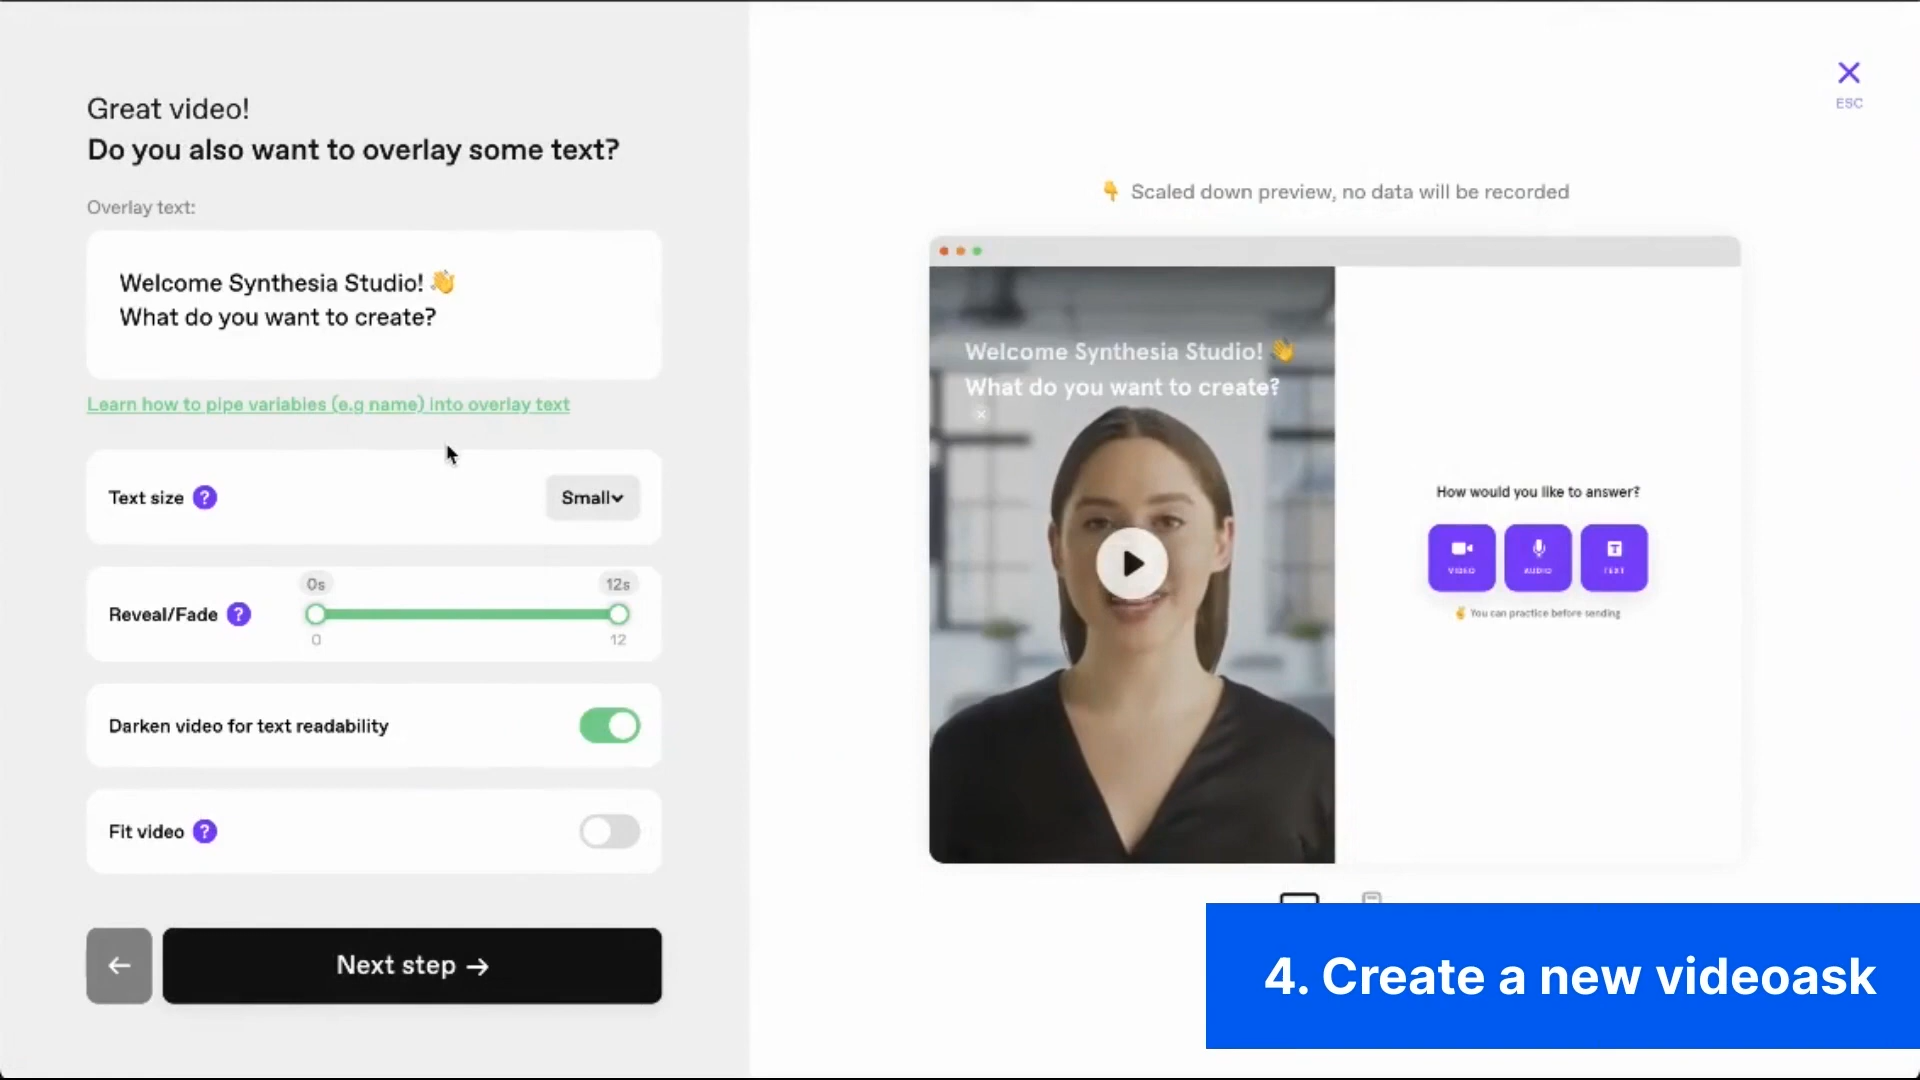 Great video!
Do you also want to overlay some text?
Overlay text:
Welcome Synthesia Studio! 👋
What do you want to create?
Learn how to pipe variables (e.g name) into overlay text
Text size ?
Small
Reveal/Fade ?
0s
12s
0
12
Darken video for text readability
Fit video ?
Next step →
ESC
👇 Scaled down preview, no data will be recorded
Welcome Synthesia Studio! 👋
What do you want to create?
How would you like to answer?
VIDEO
AUDIO
TEXT
✌️ You can practice before sending
4. Create a new videoask